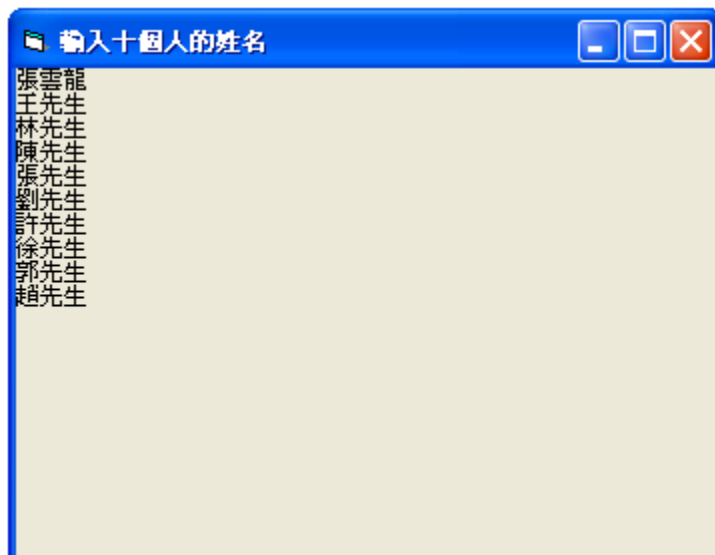 輸入十個人的姓名
張雲龍
王先生
林先生
陳先生
張先生
劉先生
許先生
徐先生
郭先生
趙先生